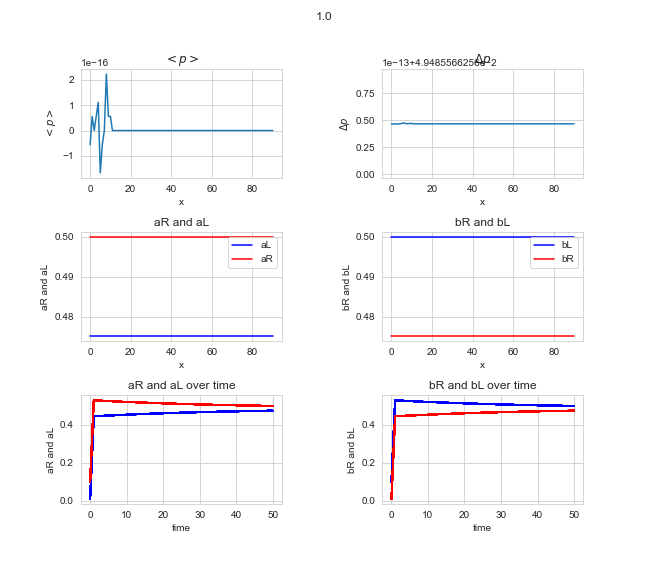 1.0
< p >
Δp
1e−16
1e−13+4.9485566256e−2
< p >
2
1
0
−1
0 20 40 60 80
x
Δp
0.75
0.50
0.25
0.00
0 20 40 60 80
x
aR and aL
bR and bL
aR and aL
0.50
0.49
0.48
aL
aR
0 20 40 60 80
x
bR and bL
0.50
0.49
0.48
bL
bR
0 20 40 60 80
x
aR and aL over time
bR and bL over time
aR and aL
0.4
0.2
0.0
0 10 20 30 40 50
time
bR and bL
0.4
0.2
0.0
0 10 20 30 40 50
time